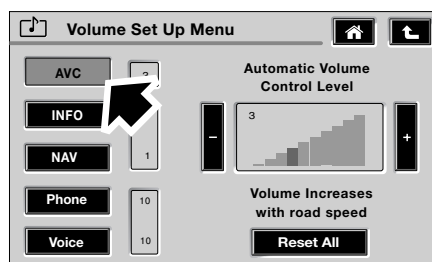 Volume Set Up Menu
AVC
3
Automatic Volume
Control Level
INFO
3
–
+
NAV
1
Phone
10
Volume Increases
with road speed
Voice
10
Reset All